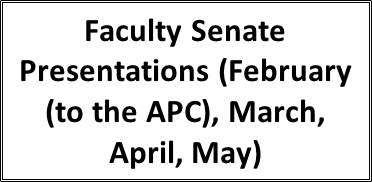 Faculty Senate
Presentations (February
(to the APC), March,
April, May)